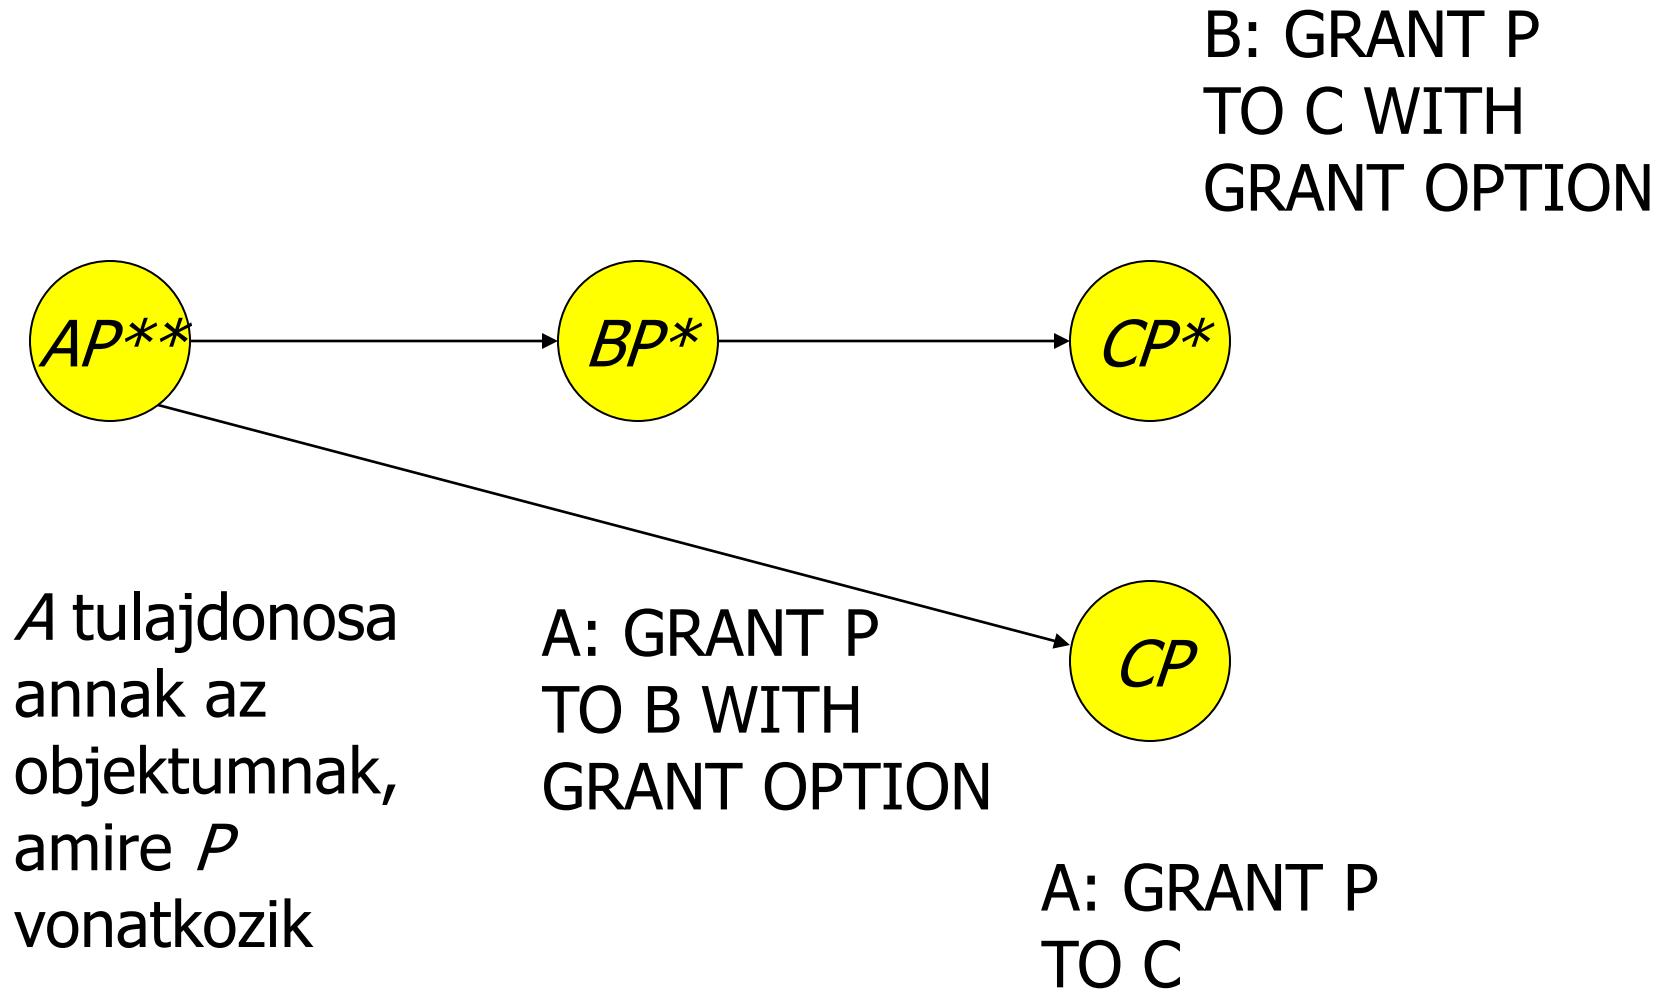 B: GRANT P
TO C WITH
GRANT OPTION
AP**
BP*
CP*
A tulajdonosa
annak az
objektumnak,
amire P
vonatkozik
A: GRANT P
TO B WITH
GRANT OPTION
CP
A: GRANT P
TO C